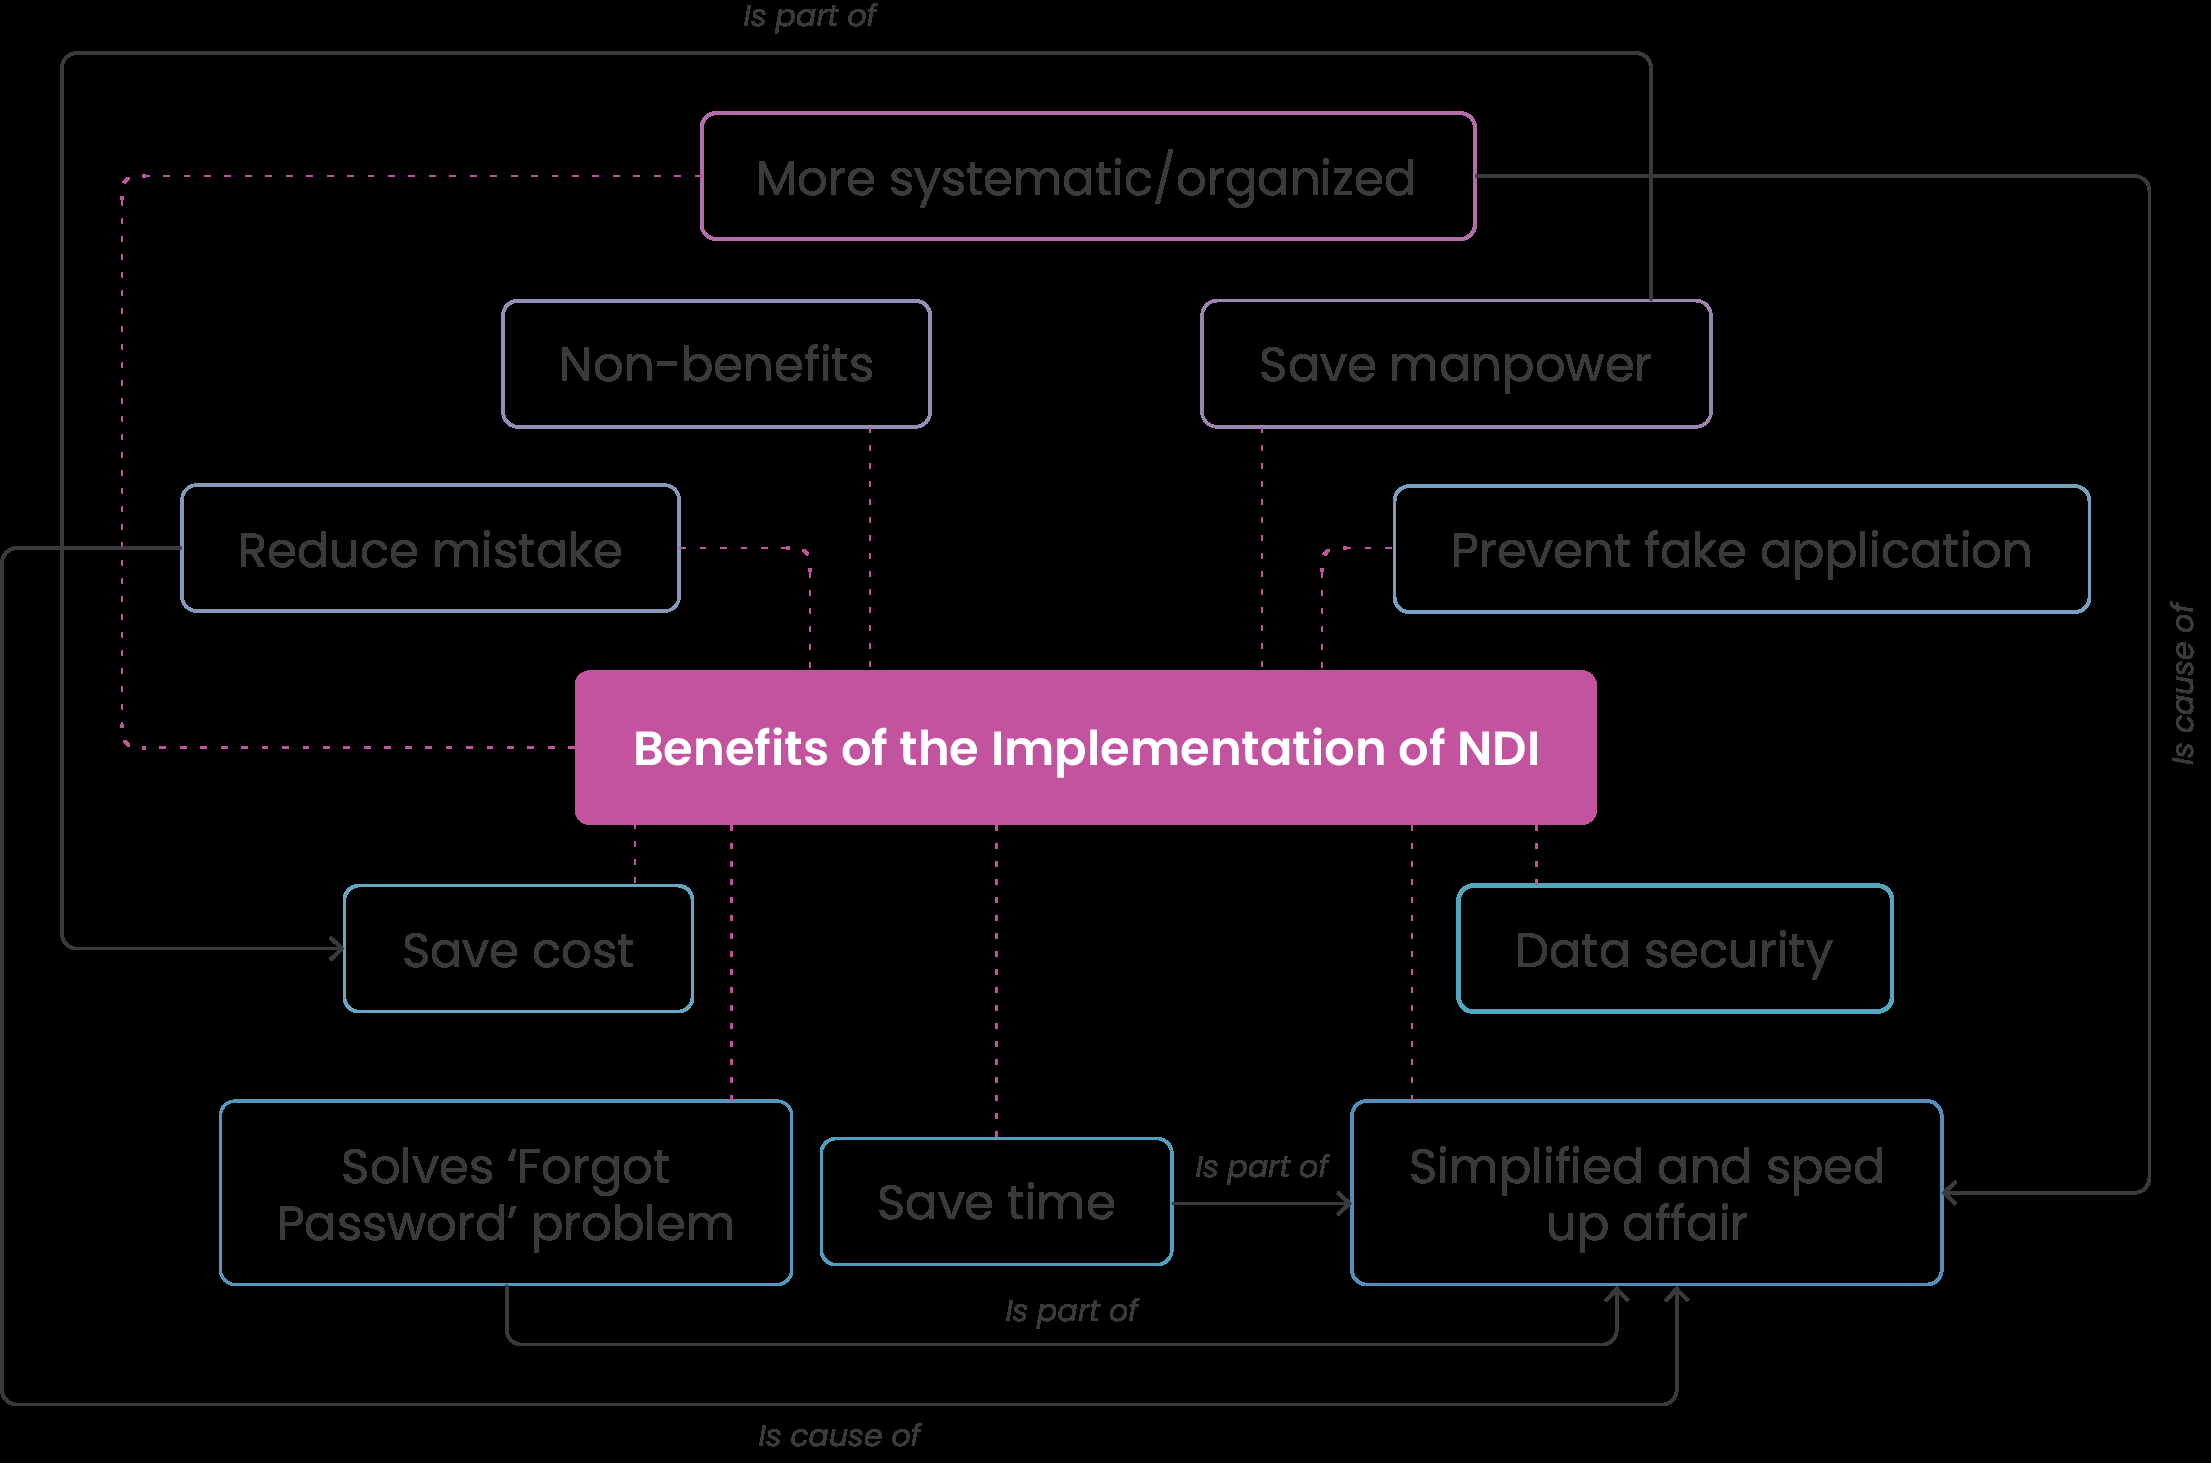 Is part of
More systematic/organized
Non-benefits
Save manpower
Reduce mistake
Prevent fake application
Is cause of
Benefits of the Implementation of NDI
Save cost
Data security
Solves ‘Forgot
Password’ problem
Save time
Is part of
Simplified and sped
up affair
Is part of
Is cause of